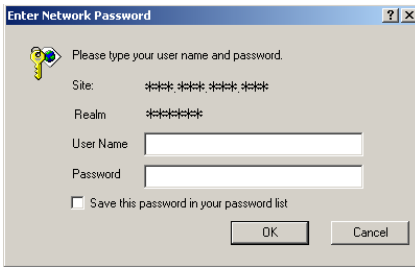 Enter Network Password
Please type your user name and password.
Site: ***.***.***.***
Realm ******
User Name
Password
Save this password in your password list
OK Cancel